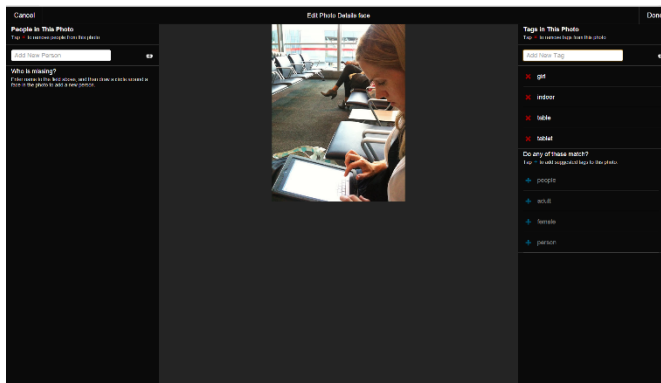 Cancel
Edit Photo Details face
Done
People in This Photo
Tap × to remove people from this photo
Add New Person
Who is missing?
Enter name in the field above, and then draw a circle around a
face in the photo to add a new person.
Tags in This Photo
Tap × to remove tags from this photo
Add New Tag
girl
indoor
table
tablet
Do any of these match?
Tap + to add suggested tags to this photo.
people
adult
female
person